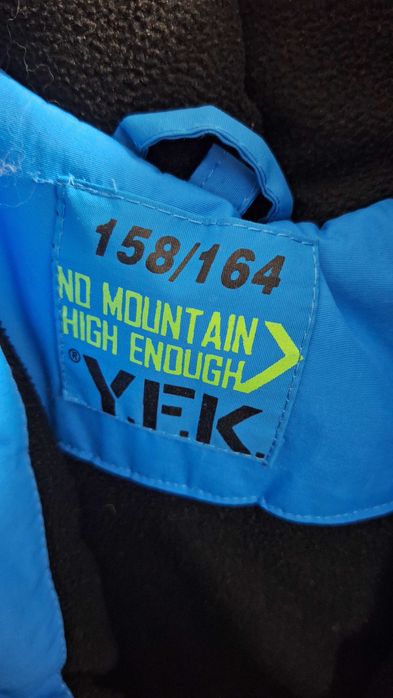 158/164
NO MOUNTAIN
HIGH ENOUGH
® Y.F.K.